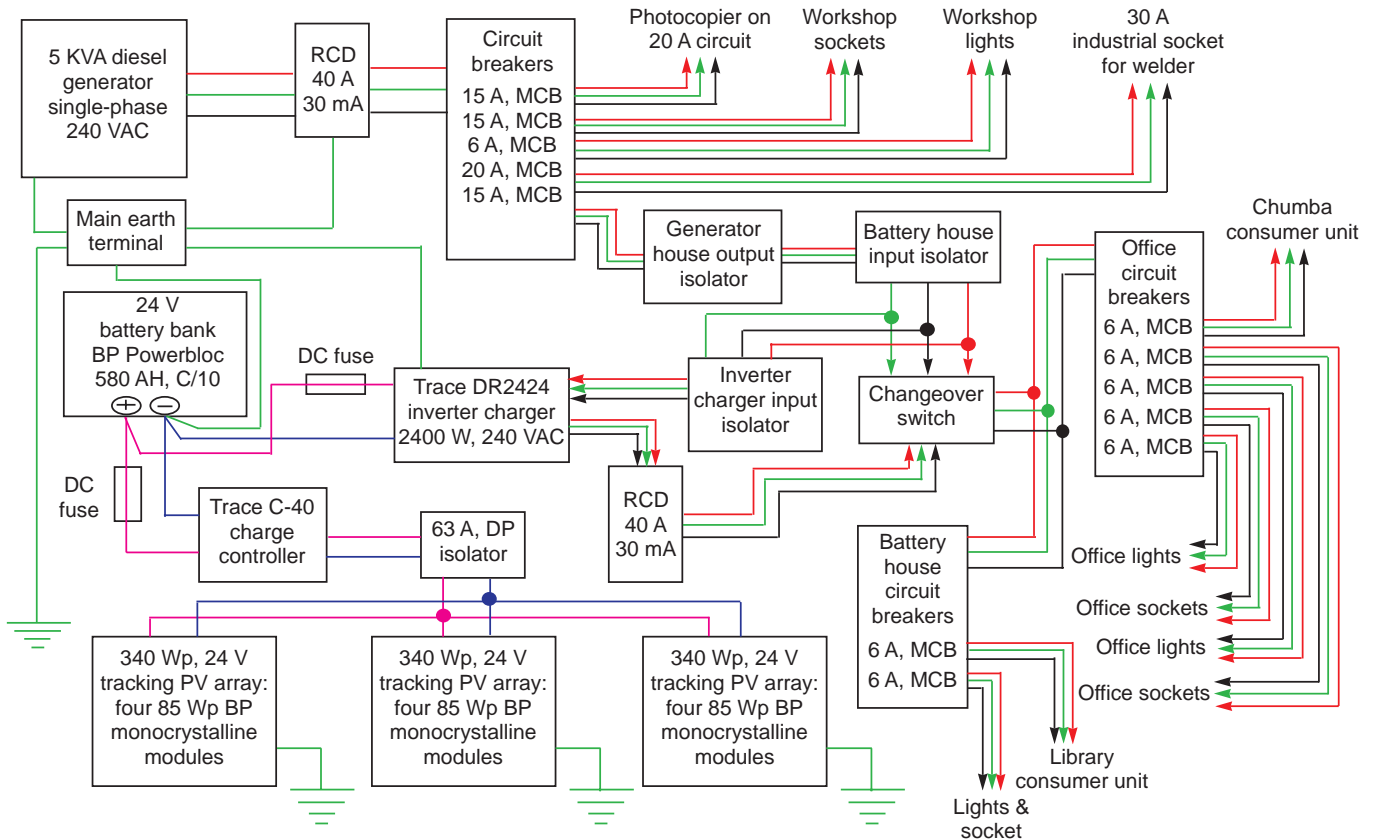 5 KVA diesel
generator
single-phase
240 VAC
RCD
40 A
30 mA
Circuit
breakers
15 A, MCB
15 A, MCB
6 A, MCB
20 A, MCB
15 A, MCB
Photocopier on
20 A circuit
Workshop
sockets
Workshop
lights
30 A
industrial socket
for welder
Main earth
terminal
Generator
house output
isolator
Battery house
input isolator
Office
circuit
breakers
6 A, MCB
6 A, MCB
6 A, MCB
6 A, MCB
6 A, MCB
Chumba
consumer unit
24 V
battery bank
BP Powerbloc
580 AH, C/10
+
−
DC fuse
Trace DR2424
inverter charger
2400 W, 240 VAC
Inverter
charger input
isolator
Changeover
switch
DC
fuse
Trace C-40
charge
controller
63 A, DP
isolator
RCD
40 A
30 mA
Battery
house
circuit
breakers
6 A, MCB
6 A, MCB
Office lights
Office sockets
Office lights
Office sockets
340 Wp, 24 V
tracking PV array:
four 85 Wp BP
monocrystalline
modules
340 Wp, 24 V
tracking PV array:
four 85 Wp BP
monocrystalline
modules
340 Wp, 24 V
tracking PV array:
four 85 Wp BP
monocrystalline
modules
Library
consumer unit
Lights &
socket